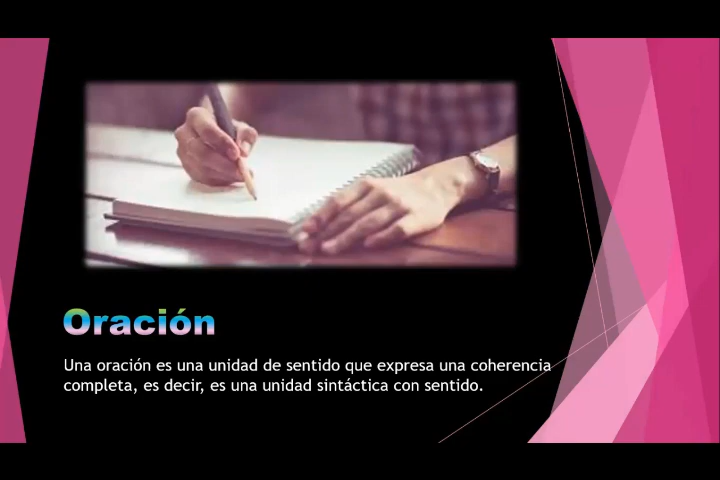 Oración
Una oración es una unidad de sentido que expresa una coherencia
completa, es decir, es una unidad sintáctica con sentido.